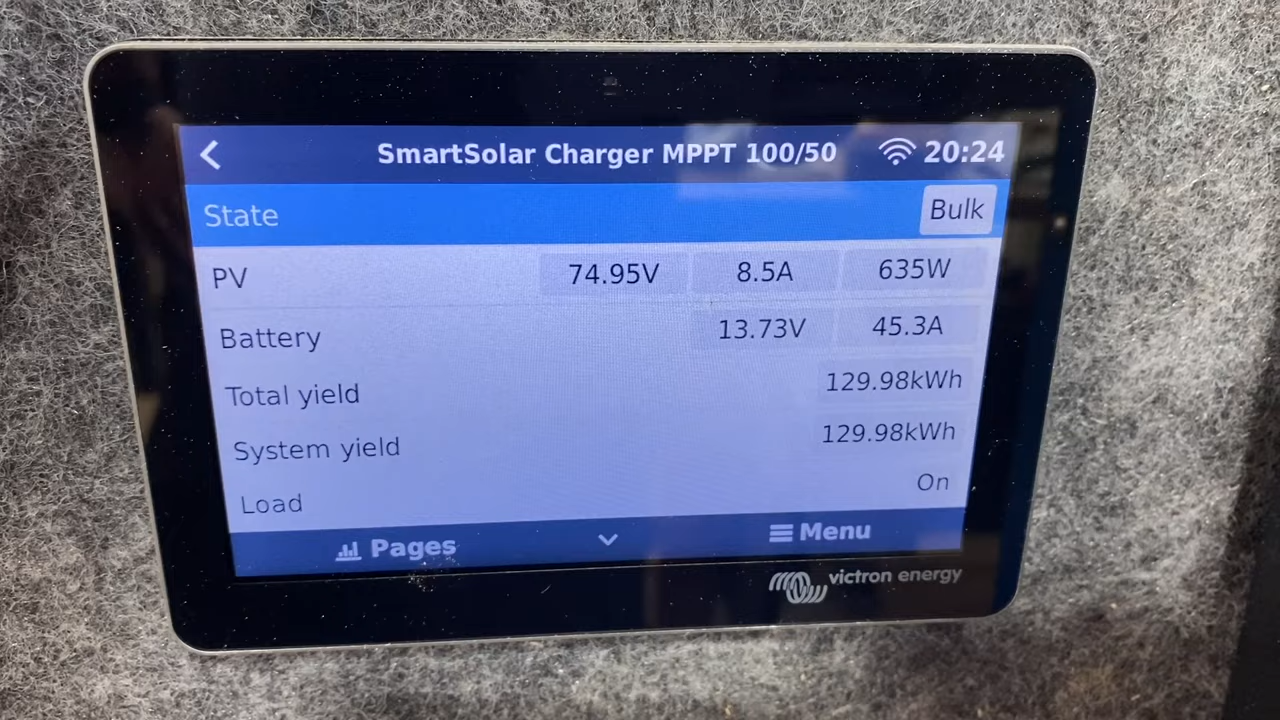 SmartSolar Charger MPPT 100/50 20:24
State Bulk
PV 74.95V 8.5A 635W
Battery 13.73V 45.3A
Total yield 129.98kWh
System yield 129.98kWh
Load On
Pages Menu
victron energy